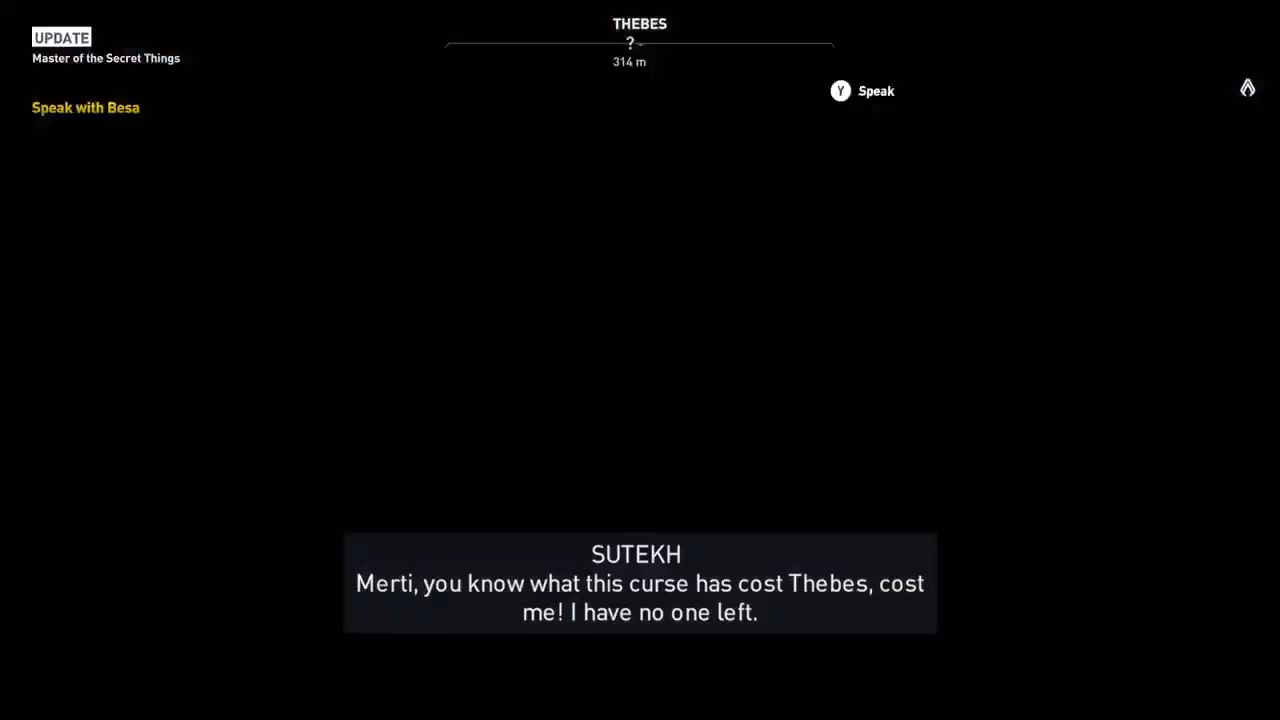 THEBES
UPDATE
?
Master of the Secret Things
314 m
Y Speak
Speak with Besa
SUTEKH
Merti, you know what this curse has cost Thebes, cost
me! I have no one left.